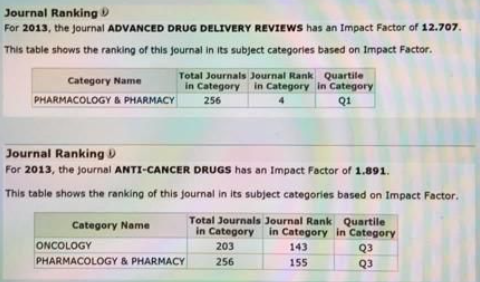 Journal Ranking
For 2013, the journal ADVANCED DRUG DELIVERY REVIEWS has an Impact Factor of 12.707.
This table shows the ranking of this journal in its subject categories based on Impact Factor.
Category Name Total Journals in Category Journal Rank in Category Quartile in Category
PHARMACOLOGY & PHARMACY 256 4 Q1
Journal Ranking
For 2013, the journal ANTI-CANCER DRUGS has an Impact Factor of 1.891.
This table shows the ranking of this journal in its subject categories based on Impact Factor.
Category Name Total Journals in Category Journal Rank in Category Quartile in Category
ONCOLOGY 203 143 Q3
PHARMACOLOGY & PHARMACY 256 155 Q3